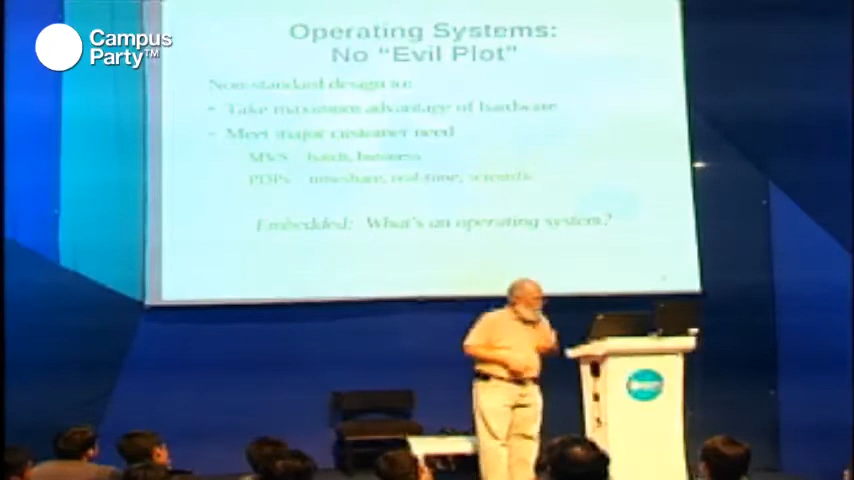 Campus
Party™
Operating Systems:
No "Evil Plot"
Non-standard design to:
• Take maximum advantage of hardware
• Meet major customer need
MVS batch, business
PDPs timeshare, real-time, scientific
Embedded: What's an operating system?